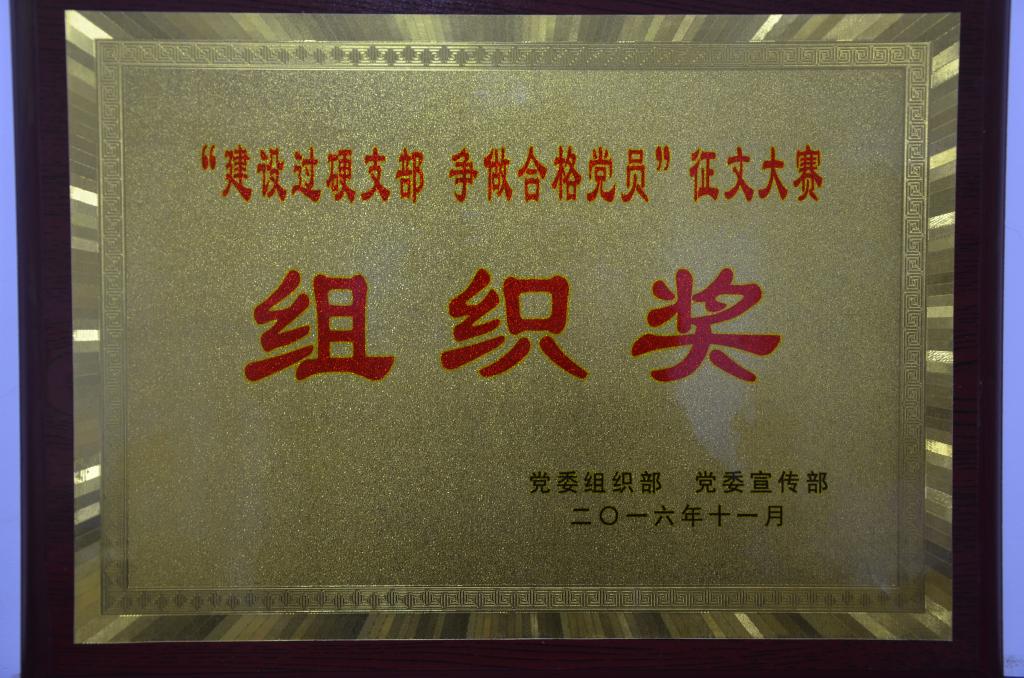 “建设过硬支部 争做合格党员”征文大赛
组织奖
党委组织部 党委宣传部
二〇一六年十一月